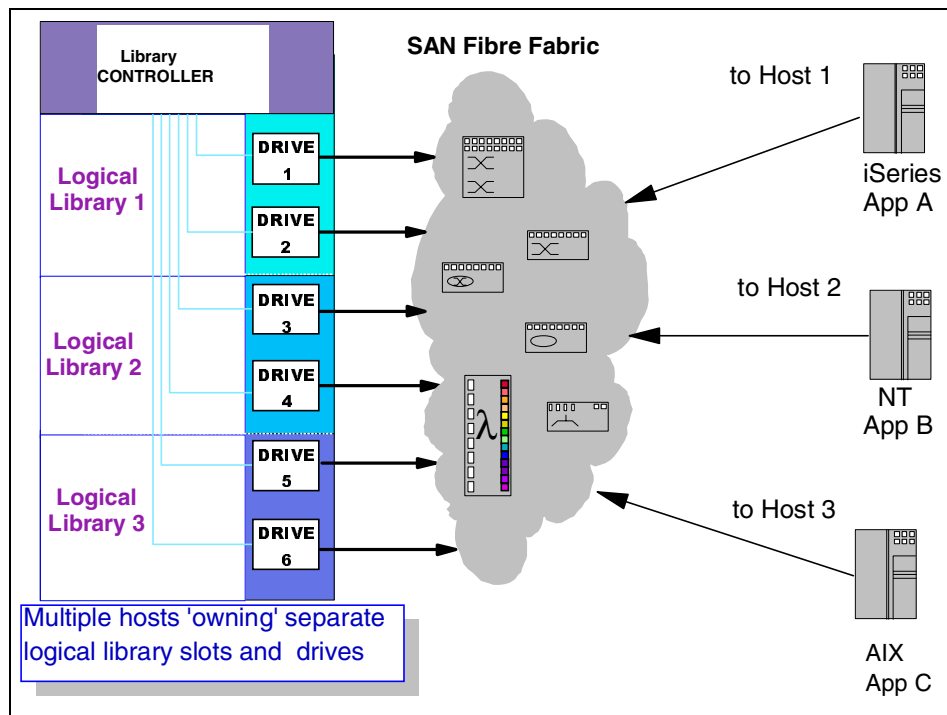 Library
CONTROLLER
SAN Fibre Fabric
Logical
Library 1
DRIVE
1
DRIVE
2
Logical
Library 2
DRIVE
3
DRIVE
4
Logical
Library 3
DRIVE
5
DRIVE
6
λ
to Host 1
iSeries
App A
to Host 2
NT
App B
to Host 3
AIX
App C
Multiple hosts 'owning' separate
logical library slots and drives